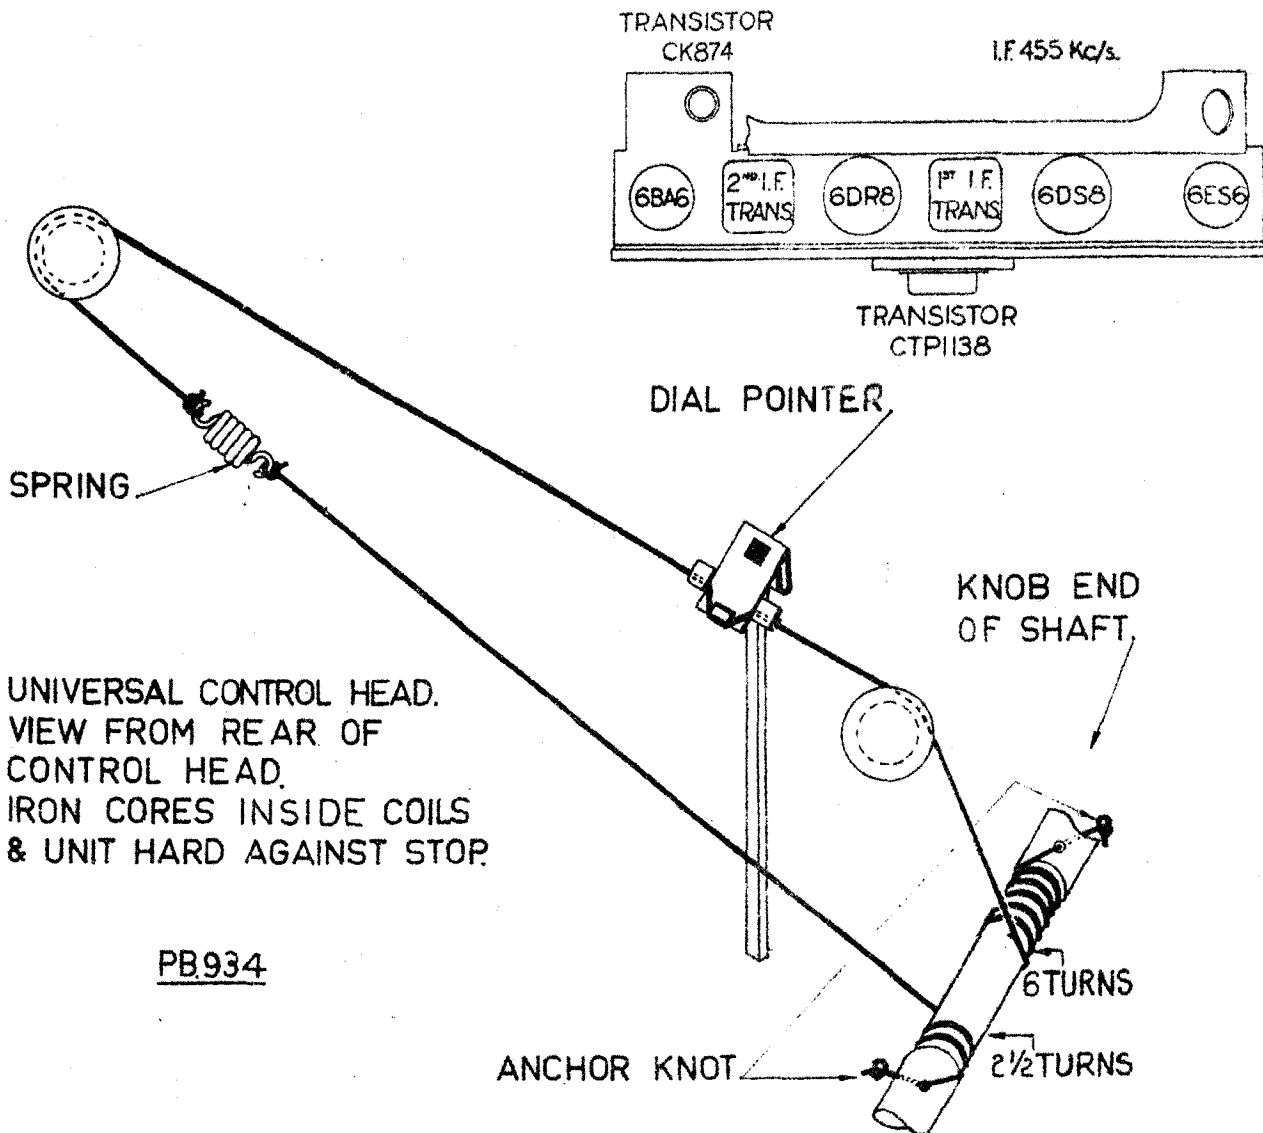 TRANSISTOR
CK874
I.F. 455 Kc/s.
6BA6
2ND I.F.
TRANS
6DR8
1ST I.F.
TRANS
6DS8
6ES6
TRANSISTOR
CTP1138
DIAL POINTER
SPRING
KNOB END
OF SHAFT.
UNIVERSAL CONTROL HEAD.
VIEW FROM REAR OF
CONTROL HEAD.
IRON CORES INSIDE COILS
& UNIT HARD AGAINST STOP.
PB.934
6 TURNS
2½ TURNS
ANCHOR KNOT